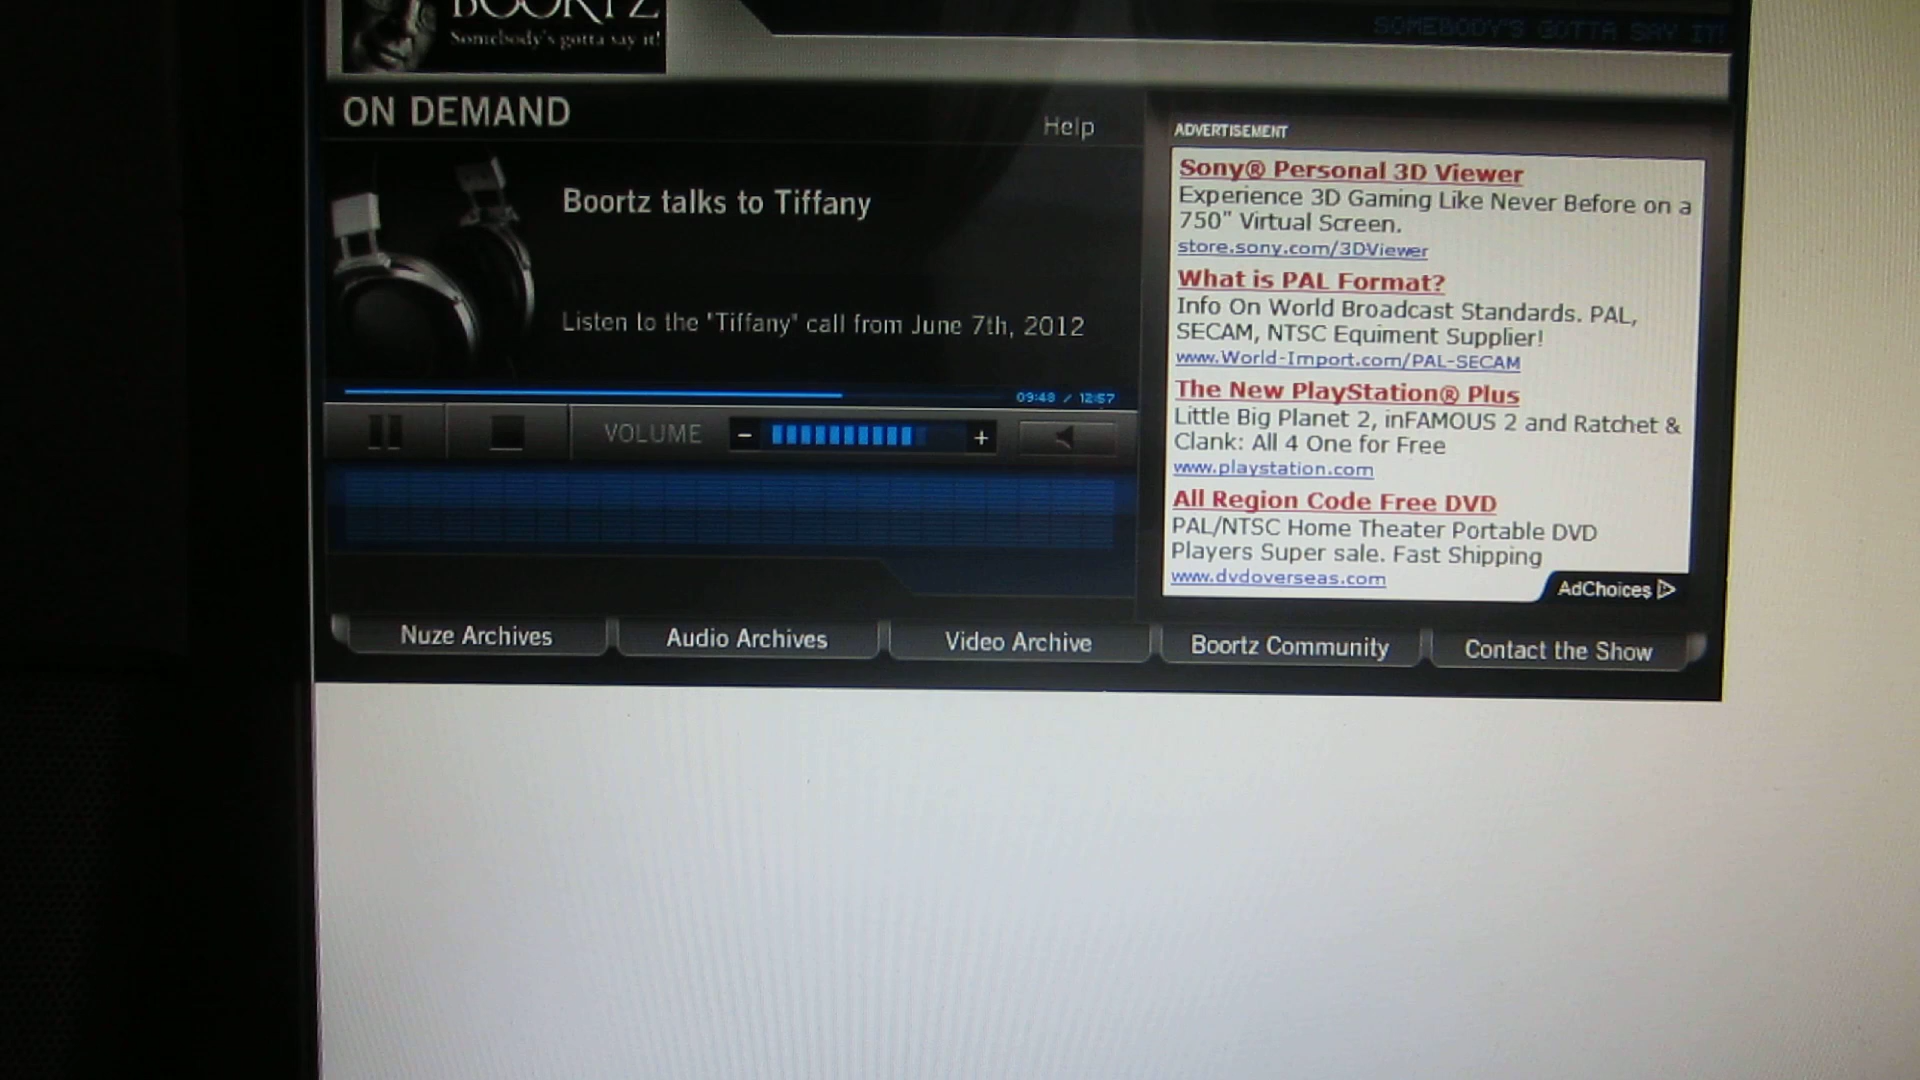 BOORTZ
Somebody's gotta say it!
SOMEBODY'S GOTTA SAY IT!
ON DEMAND
Help
Boortz talks to Tiffany
Listen to the "Tiffany" call from June 7th, 2012
09:48 / 12:57
VOLUME
-
+
ADVERTISEMENT
Sony® Personal 3D Viewer
Experience 3D Gaming Like Never Before on a
750" Virtual Screen.
store.sony.com/3DViewer
What is PAL Format?
Info On World Broadcast Standards. PAL,
SECAM, NTSC Equiment Supplier!
www.World-Import.com/PAL-SECAM
The New PlayStation® Plus
Little Big Planet 2, inFAMOUS 2 and Ratchet &
Clank: All 4 One for Free
www.playstation.com
All Region Code Free DVD
PAL/NTSC Home Theater Portable DVD
Players Super sale. Fast Shipping
www.dvdoverseas.com
AdChoices
Nuze Archives
Audio Archives
Video Archive
Boortz Community
Contact the Show